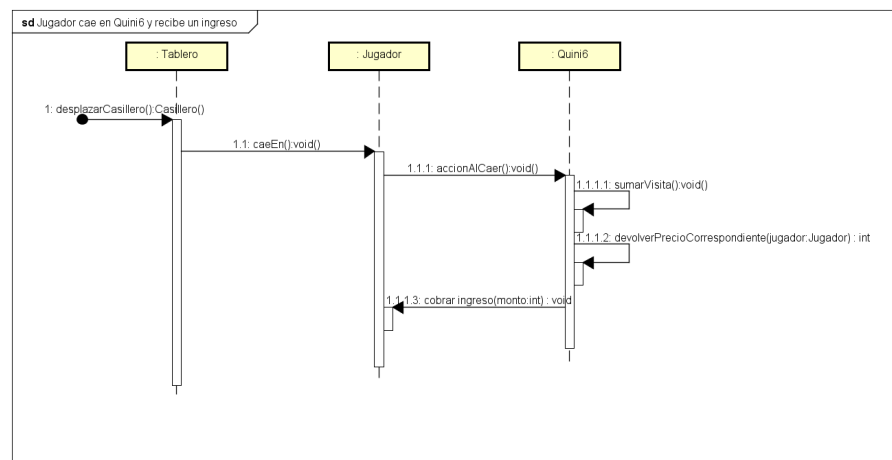 sd Jugador cae en Quini6 y recibe un ingreso
: Tablero
: Jugador
: Quini6
1: desplazarCasillero():Casillero()
1.1: caeEn():void()
1.1.1: accionAlCaer():void()
1.1.1.1: sumarVisita():void()
1.1.1.2: devolverPrecioCorrespondiente(jugador:Jugador) : int
1.1.1.3: cobrar ingreso(monto:int) : void